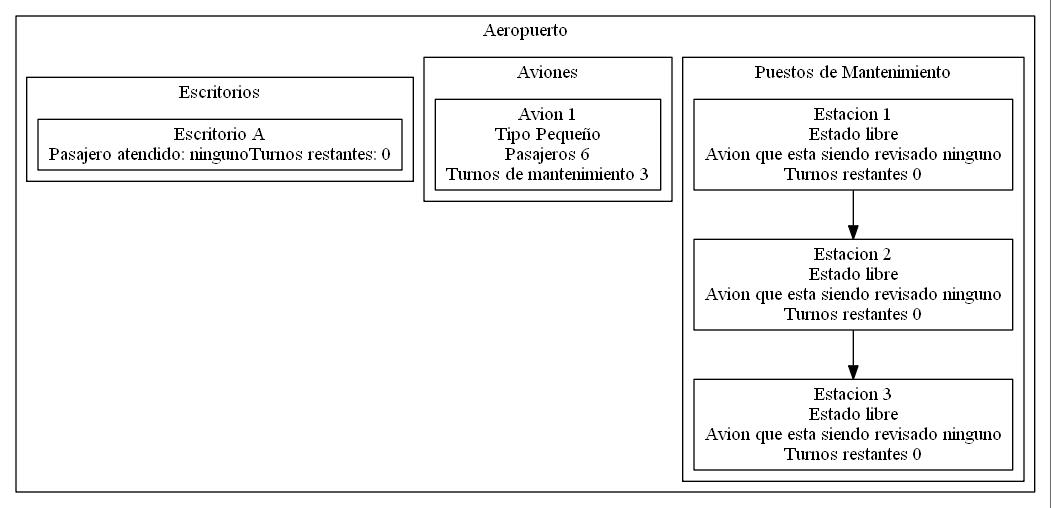 Aeropuerto
Escritorios
Escritorio A
Pasajero atendido: ningunoTurnos restantes: 0
Aviones
Avion 1
Tipo Pequeño
Pasajeros 6
Turnos de mantenimiento 3
Puestos de Mantenimiento
Estacion 1
Estado libre
Avion que esta siendo revisado ninguno
Turnos restantes 0
Estacion 2
Estado libre
Avion que esta siendo revisado ninguno
Turnos restantes 0
Estacion 3
Estado libre
Avion que esta siendo revisado ninguno
Turnos restantes 0